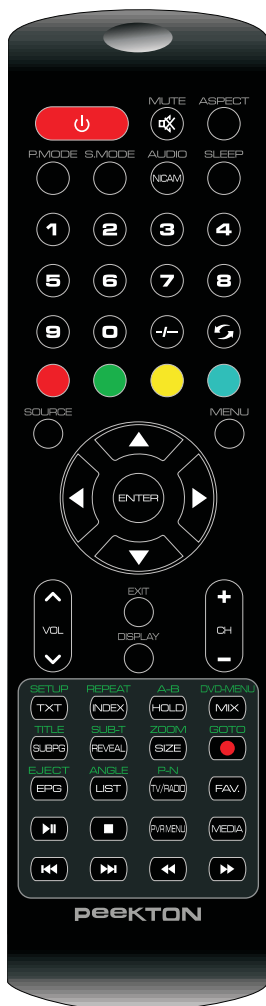 MUTE ASPECT
P.MODE S.MODE AUDIO SLEEP
NICAM
1 2 3 4
5 6 7 8
9 0 -/--
SOURCE MENU
ENTER
VOL EXIT + CH -
DISPLAY
SETUP REPEAT A-B DVD-MENU
TXT INDEX HOLD MIX
TITLE SUB-T ZOOM GOTO
SUBPG REVEAL SIZE
EJECT ANGLE P-N
EPG LIST TV/RADIO FAV.
PVR.MENU MEDIA
PEEKTON